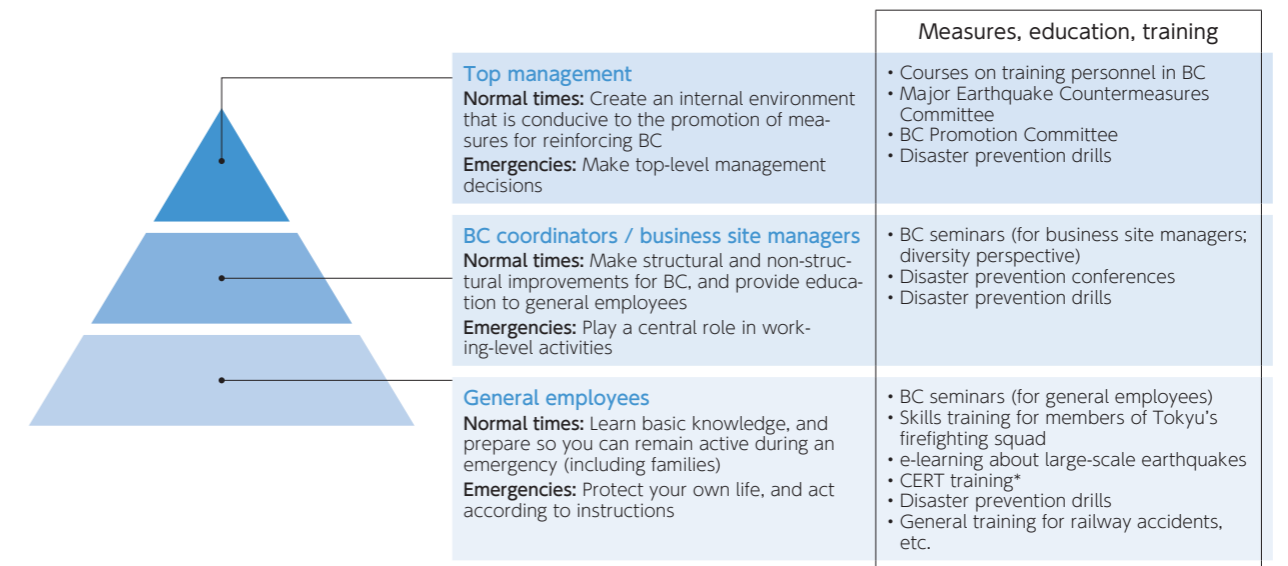 Measures, education, training
Top management
Normal times: Create an internal environment
that is conducive to the promotion of mea-
sures for reinforcing BC
Emergencies: Make top-level management
decisions
• Courses on training personnel in BC
• Major Earthquake Countermeasures
Committee
• BC Promotion Committee
• Disaster prevention drills
BC coordinators / business site managers
Normal times: Make structural and non-struc-
tural improvements for BC, and provide educa-
tion to general employees
Emergencies: Play a central role in work-
ing-level activities
• BC seminars (for business site managers;
diversity perspective)
• Disaster prevention conferences
• Disaster prevention drills
General employees
Normal times: Learn basic knowledge, and
prepare so you can remain active during an
emergency (including families)
Emergencies: Protect your own life, and act
according to instructions
• BC seminars (for general employees)
• Skills training for members of Tokyu's
firefighting squad
• e-learning about large-scale earthquakes
• CERT training*
• Disaster prevention drills
• General training for railway accidents,
etc.